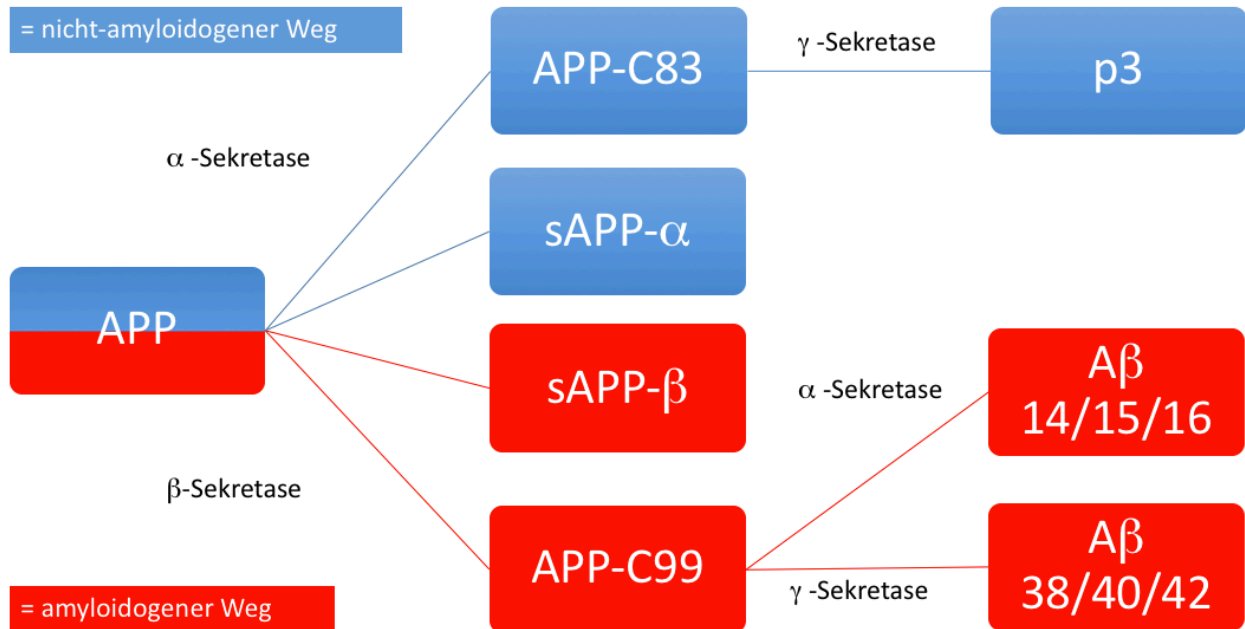 = nicht-amyloidogener Weg
APP-C83
γ -Sekretase
p3
α -Sekretase
sAPP-α
APP
sAPP-β
α -Sekretase
Aβ
14/15/16
β-Sekretase
APP-C99
γ -Sekretase
Aβ
38/40/42
= amyloidogener Weg